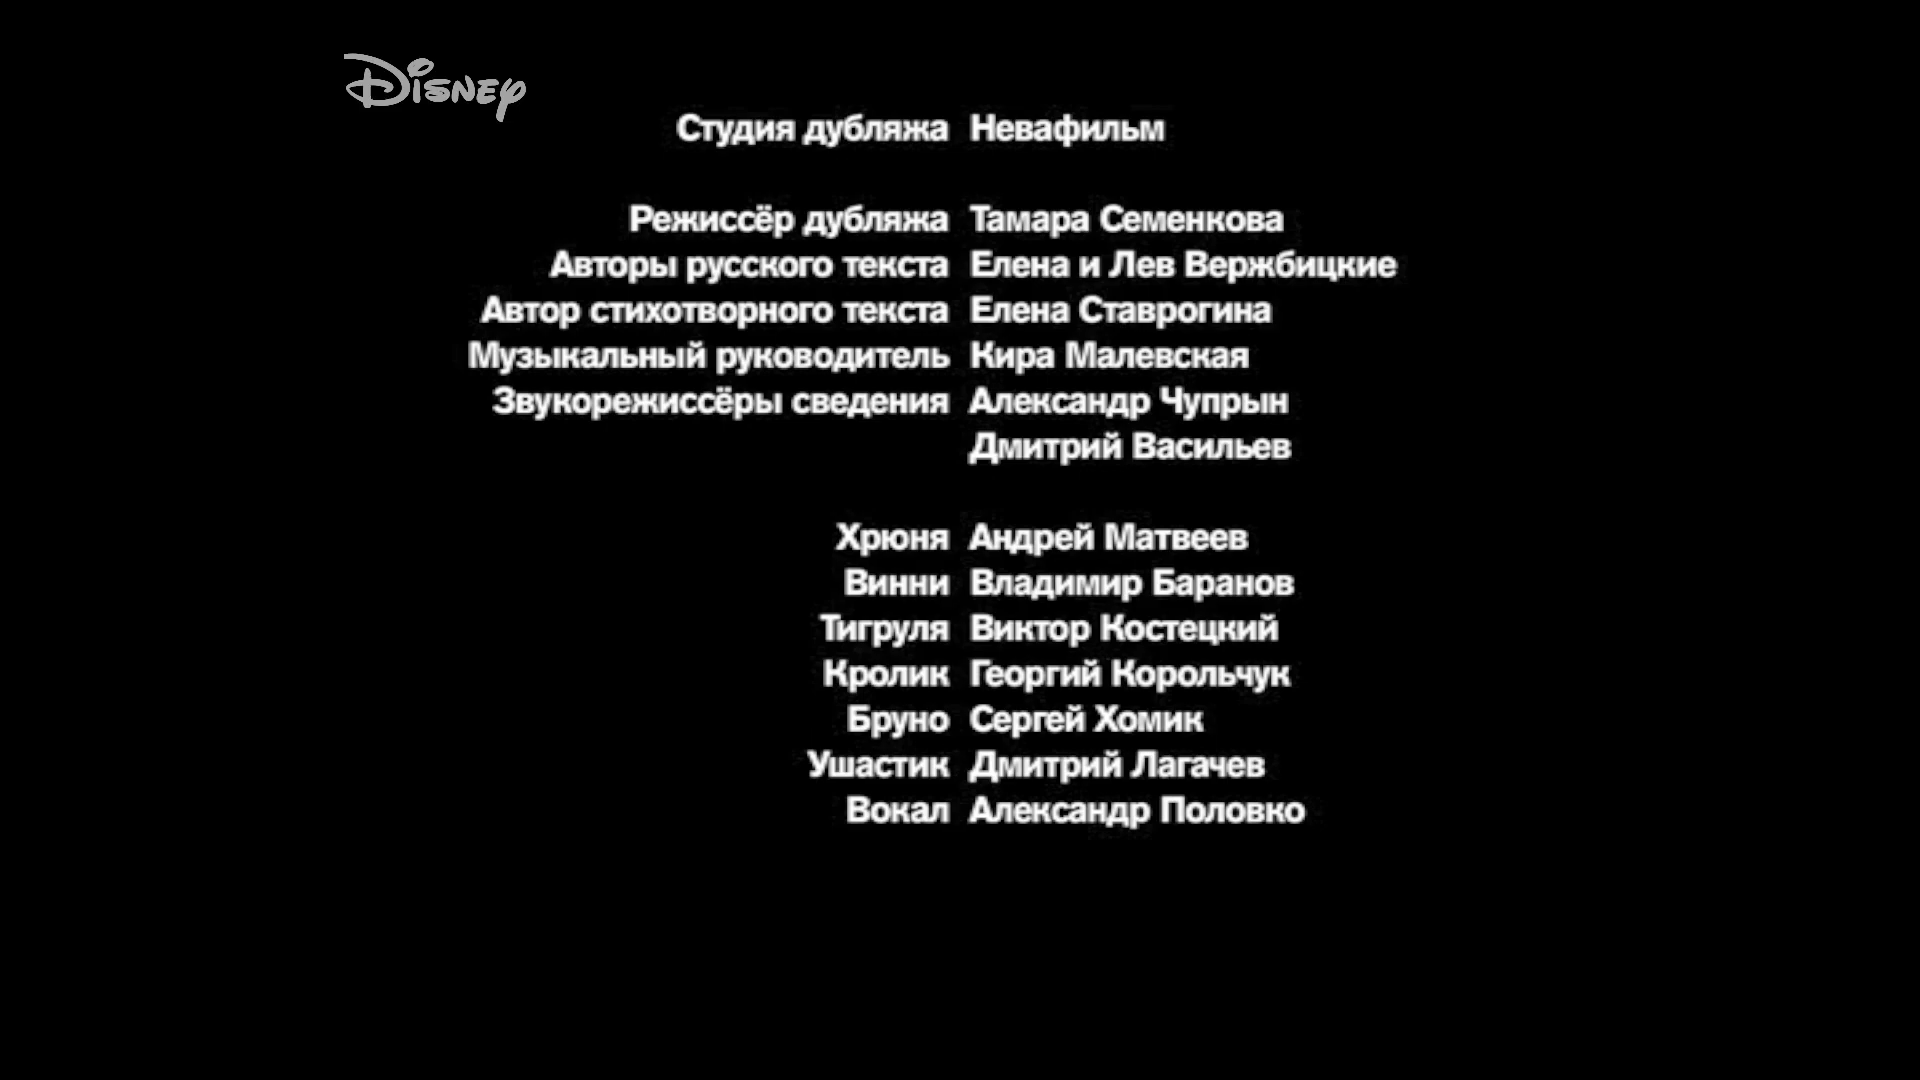 Disney
Студия дубляжа Невафильм
Режиссёр дубляжа Тамара Семенкова
Авторы русского текста Елена и Лев Вержбицкие
Автор стихотворного текста Елена Ставрогина
Музыкальный руководитель Кира Малевская
Звукорежиссёры сведения Александр Чупрын
Дмитрий Васильев
Хрюня Андрей Матвеев
Винни Владимир Баранов
Тигруля Виктор Костецкий
Кролик Георгий Корольчук
Бруно Сергей Хомик
Ушастик Дмитрий Лагачев
Вокал Александр Половко